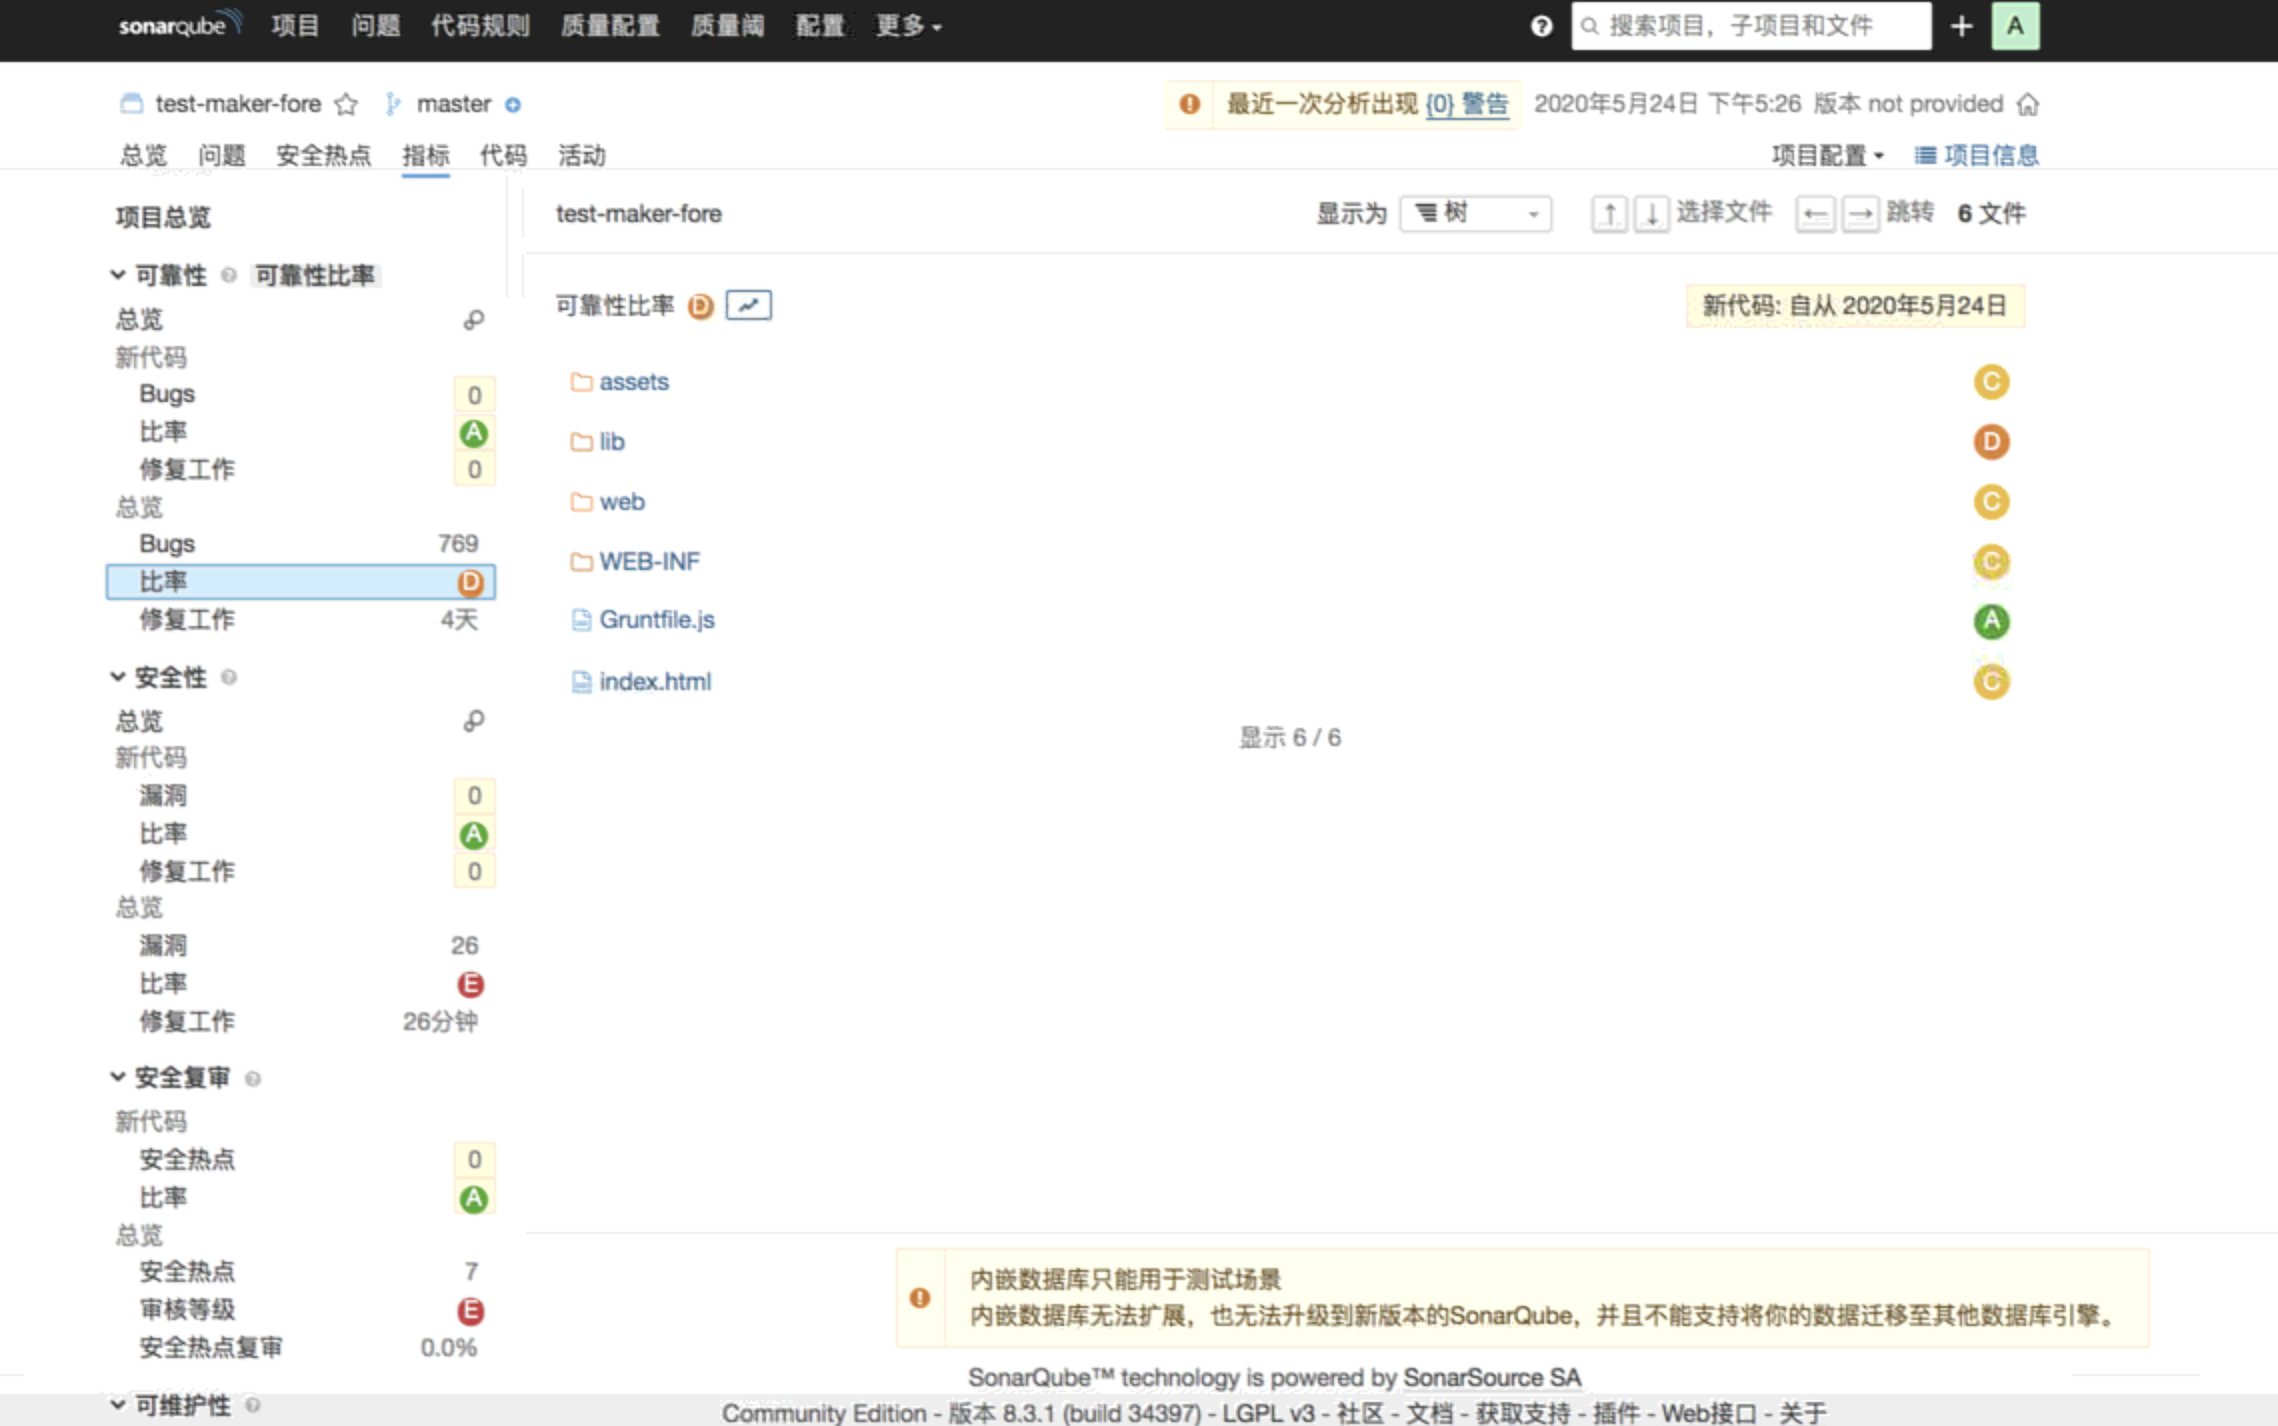 sonarqube 项目 问题 代码规则 质量配置 质量阈 配置 更多 搜索项目，子项目和文件 A
test-maker-fore master 最近一次分析出现 {0} 警告 2020年5月24日 下午5:26 版本 not provided
总览 问题 安全热点 指标 代码 活动 项目配置 项目信息
项目总览
可靠性 可靠性比率
总览
新代码
Bugs 0
比率 A
修复工作 0
总览
Bugs 769
比率 D
修复工作 4天
安全性
总览
新代码
漏洞 0
比率 A
修复工作 0
总览
漏洞 26
比率 E
修复工作 26分钟
安全复审
新代码
安全热点 0
比率 A
总览
安全热点 7
审核等级 E
安全热点复审 0.0%
可维护性
test-maker-fore 显示为 树 ↑ ↓ 选择文件 ← → 跳转 6 文件
可靠性比率 D 新代码: 自从 2020年5月24日
assets C
lib D
web C
WEB-INF C
Gruntfile.js A
index.html C
显示 6 / 6
内嵌数据库只能用于测试场景
内嵌数据库无法扩展，也无法升级到新版本的SonarQube，并且不能支持将你的数据迁移至其他数据库引擎。
SonarQube™ technology is powered by SonarSource SA
Community Edition - 版本 8.3.1 (build 34397) - LGPL v3 - 社区 - 文档 - 获取支持 - 插件 - Web接口 - 关于